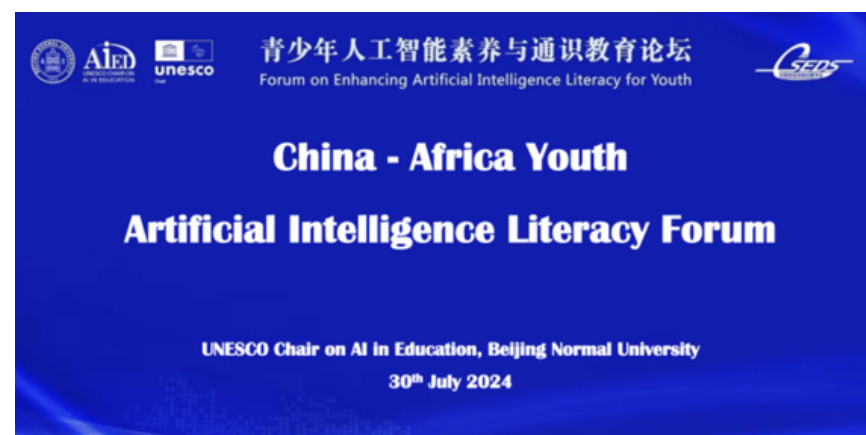 AIED
UNESCO CHAIR ON
AI IN EDUCATION
unesco
Chair
青少年人工智能素养与通识教育论坛
Forum on Enhancing Artificial Intelligence Literacy for Youth
CSEDS
China - Africa Youth
Artificial Intelligence Literacy Forum
UNESCO Chair on AI in Education, Beijing Normal University
30th July 2024